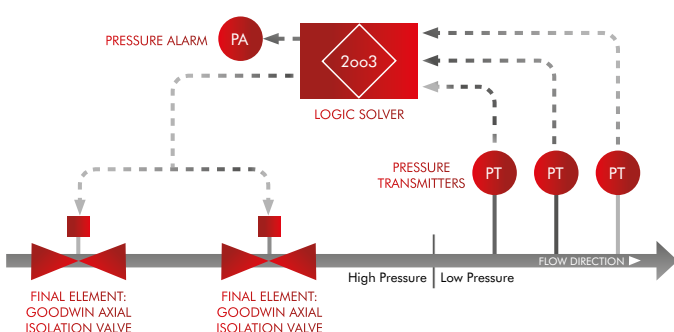 PRESSURE ALARM
PA
2oo3
LOGIC SOLVER
PRESSURE
TRANSMITTERS
PT
PT
PT
FLOW DIRECTION
High Pressure
Low Pressure
FINAL ELEMENT:
GOODWIN AXIAL
ISOLATION VALVE
FINAL ELEMENT:
GOODWIN AXIAL
ISOLATION VALVE